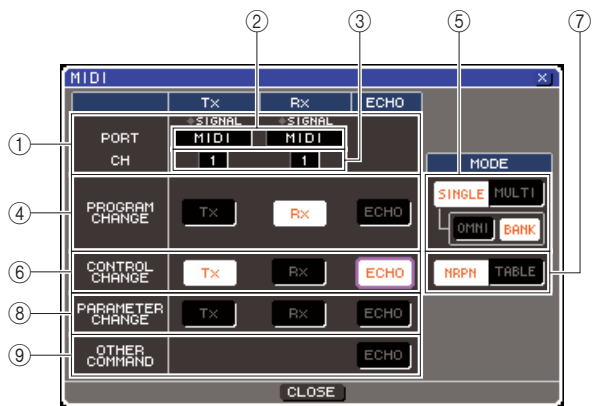 ② ③ ⑤ ⑦
MIDI ×
Tx Rx ECHO
SIGNAL SIGNAL
① PORT MIDI MIDI
CH 1 1
MODE
④ PROGRAM CHANGE Tx Rx ECHO
SINGLE MULTI
OMNI BANK
⑥ CONTROL CHANGE Tx Rx ECHO
NRPN TABLE
⑧ PARAMETER CHANGE Tx Rx ECHO
⑨ OTHER COMMAND ECHO
CLOSE